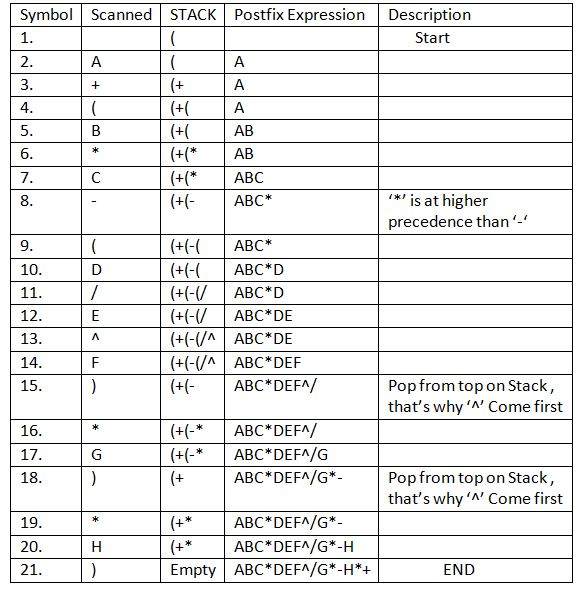 Symbol Scanned STACK Postfix Expression Description
1. ( Start
2. A ( A
3. + (+ A
4. ( (+( A
5. B (+( AB
6. * (+(* AB
7. C (+(* ABC
8. - (+(- ABC* ‘*’ is at higher
precedence than ‘-‘
9. ( (+(-( ABC*
10. D (+(-( ABC*D
11. / (+(-(/ ABC*D
12. E (+(-(/ ABC*DE
13. ^ (+(-(/^ ABC*DE
14. F (+(-(/^ ABC*DEF
15. ) (+(- ABC*DEF^/ Pop from top on Stack ,
that’s why ‘^’ Come first
16. * (+(-* ABC*DEF^/
17. G (+(-* ABC*DEF^/G
18. ) (+ ABC*DEF^/G*- Pop from top on Stack ,
that’s why ‘^’ Come first
19. * (+* ABC*DEF^/G*-
20. H (+* ABC*DEF^/G*-H
21. ) Empty ABC*DEF^/G*-H*+ END